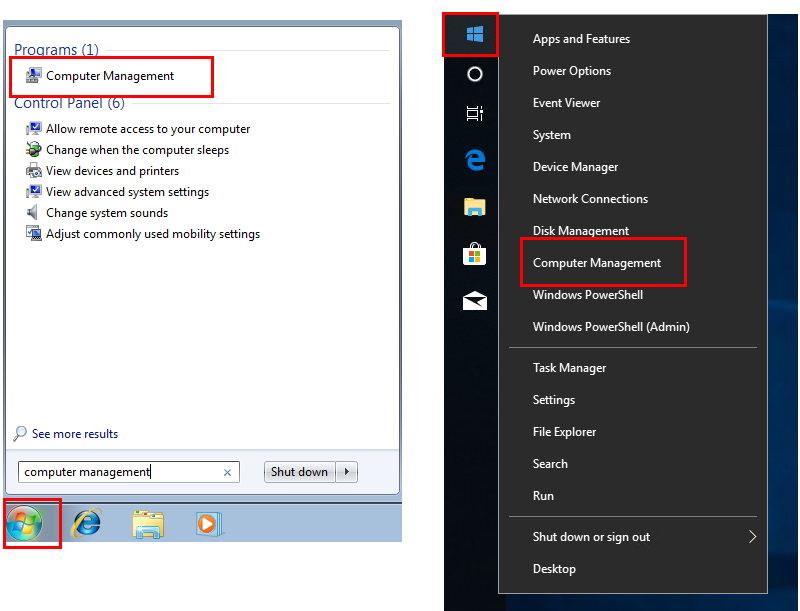 Programs (1)
Computer Management
Control Panel (6)
Allow remote access to your computer
Change when the computer sleeps
View devices and printers
View advanced system settings
Change system sounds
Adjust commonly used mobility settings
See more results
computer management
Shut down
Apps and Features
Power Options
Event Viewer
System
Device Manager
Network Connections
Disk Management
Computer Management
Windows PowerShell
Windows PowerShell (Admin)
Task Manager
Settings
File Explorer
Search
Run
Shut down or sign out
Desktop